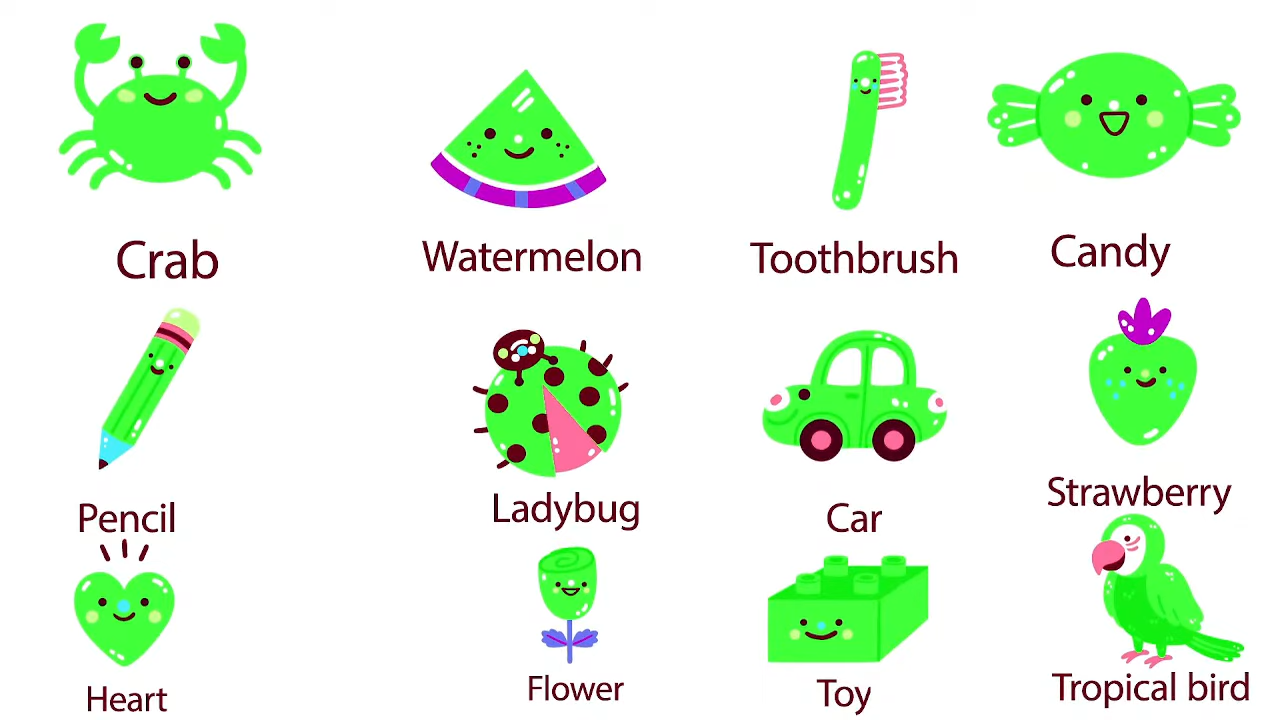 Crab
Watermelon
Toothbrush
Candy
Pencil
Ladybug
Car
Strawberry
Heart
Flower
Toy
Tropical bird